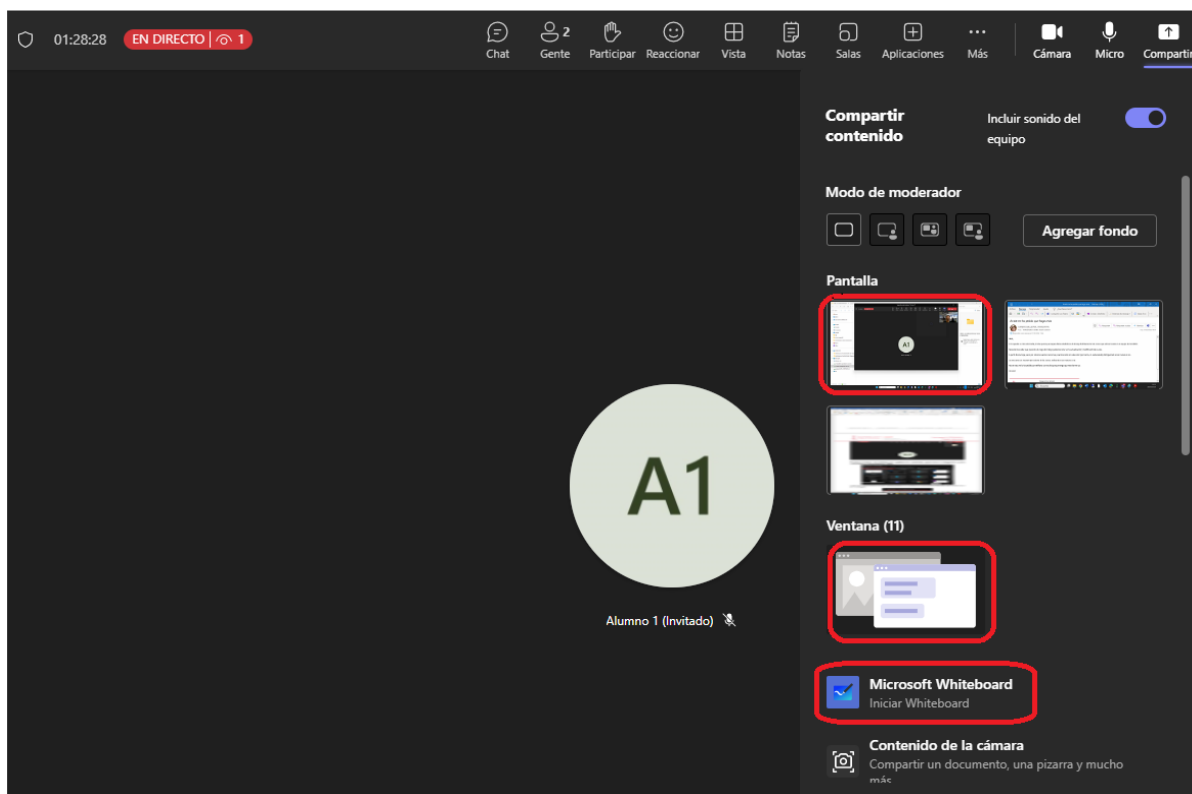 01:28:28
EN DIRECTO | 1
2
Chat
Gente
Participar
Reaccionar
Vista
Notas
Salas
Aplicaciones
Más
Cámara
Micro
Compartir
Compartir
contenido
Incluir sonido del
equipo
Modo de moderador
Agregar fondo
Pantalla
A1
A1
Alumno 1 (Invitado)
Ventana (11)
Microsoft Whiteboard
Iniciar Whiteboard
Contenido de la cámara
Compartir un documento, una pizarra y mucho
más